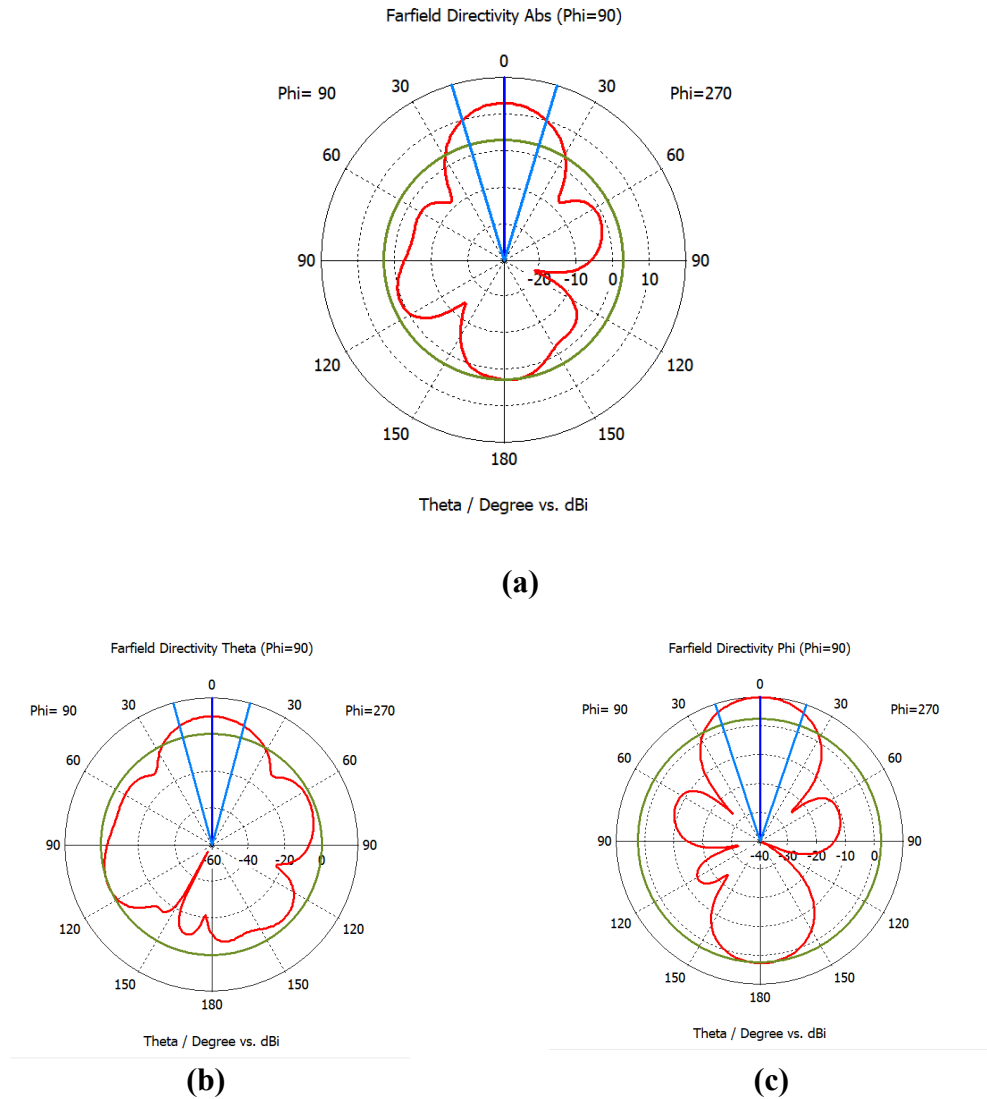 Farfield Directivity Abs (Phi=90)
0
30 30
Phi= 90 Phi=270
60 60
90 -20 -10 0 10 90
120 120
150 150
180
Theta / Degree vs. dBi
(a)
Farfield Directivity Theta (Phi=90)
0
30 30
Phi= 90 Phi=270
60 60
90 -60 -40 -20 0 90
120 120
150 150
180
Theta / Degree vs. dBi
(b)
Farfield Directivity Phi (Phi=90)
0
30 30
Phi= 90 Phi=270
60 60
90 -40 -30 -20 -10 0 90
120 120
150 150
180
Theta / Degree vs. dBi
(c)